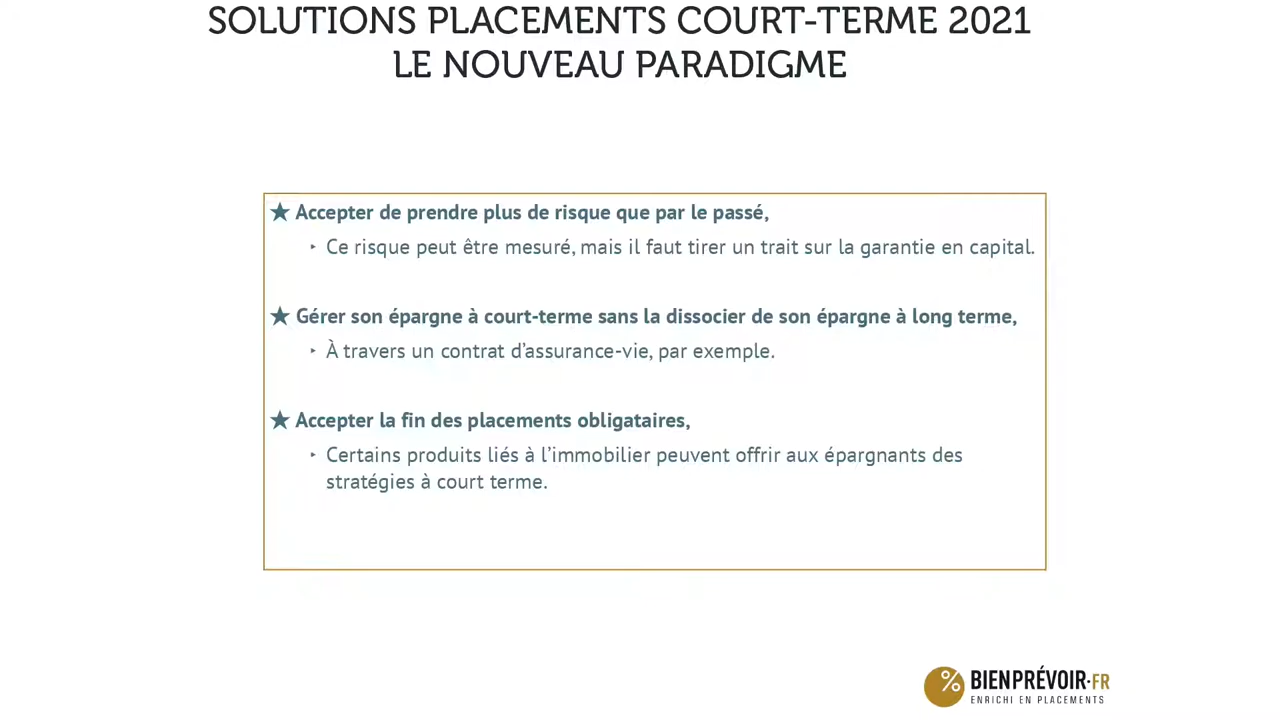 SOLUTIONS PLACEMENTS COURT-TERME 2021
LE NOUVEAU PARADIGME
★ Accepter de prendre plus de risque que par le passé,
‣ Ce risque peut être mesuré, mais il faut tirer un trait sur la garantie en capital.
★ Gérer son épargne à court-terme sans la dissocier de son épargne à long terme,
‣ À travers un contrat d’assurance-vie, par exemple.
★ Accepter la fin des placements obligataires,
‣ Certains produits liés à l’immobilier peuvent offrir aux épargnants des
stratégies à court terme.
% BIENPRÉVOIR·FR
ENRICHI EN PLACEMENTS